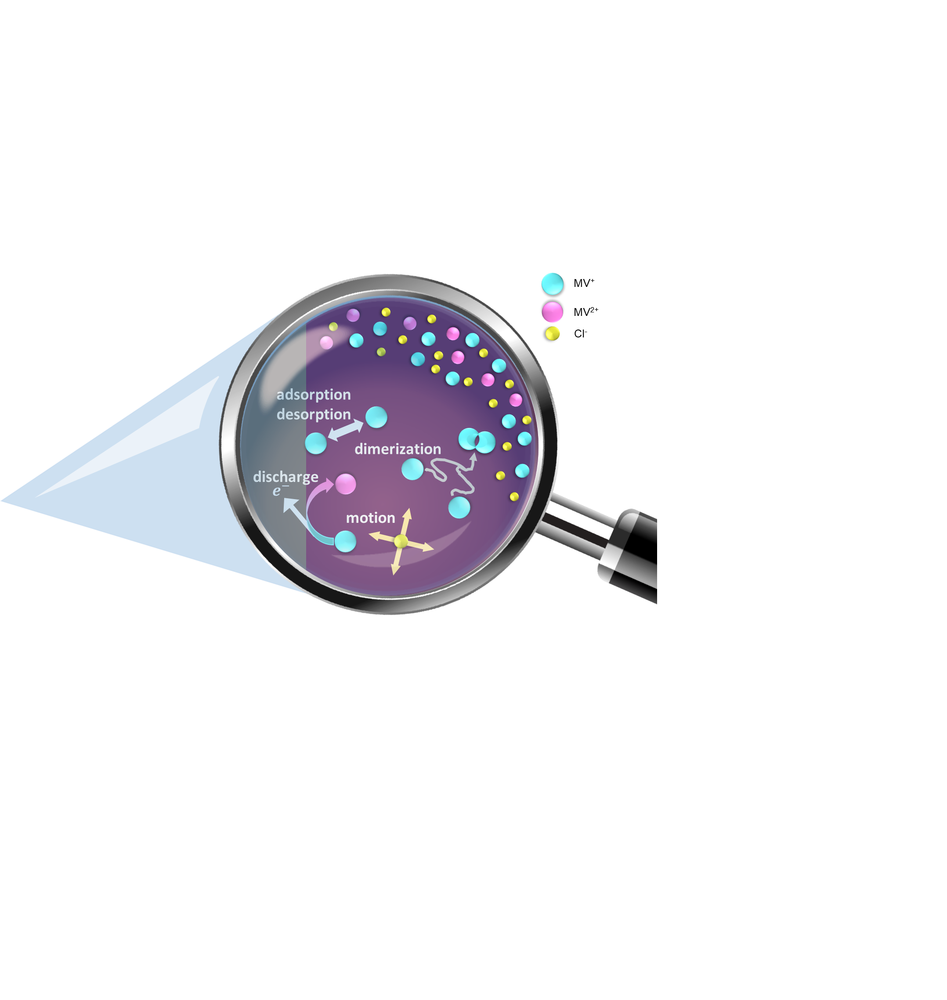 MV⁺
MV²⁺
Cl⁻
adsorption
desorption
dimerization
discharge
e⁻
motion